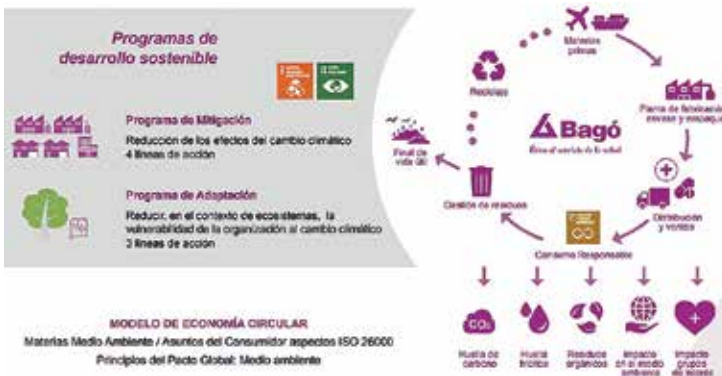 Programas de
desarrollo sostenible
Programa de Mitigación
Reducción de los efectos del cambio climático
4 líneas de acción
Programa de Adaptación
Reducir, en el contexto de ecosistemas, la
vulnerabilidad de la organización al cambio climático
3 líneas de acción
MODELO DE ECONOMÍA CIRCULAR
Materias Medio Ambiente / Asuntos del Consumidor aspectos ISO 26000
Principios del Pacto Global: Medio ambiente
Materias
primas
Planta de fabricación
envase y empaque
Distribución
y ventas
Consumo Responsable
Gestión de residuos
Final de
vida útil
Reciclaje
Bagó
Ética al servicio de la salud
CO₂
Huella de
carbono
Huella
hídrica
Residuos
orgánicos
Impacto
en el medio
ambiente
Impacto
grupos